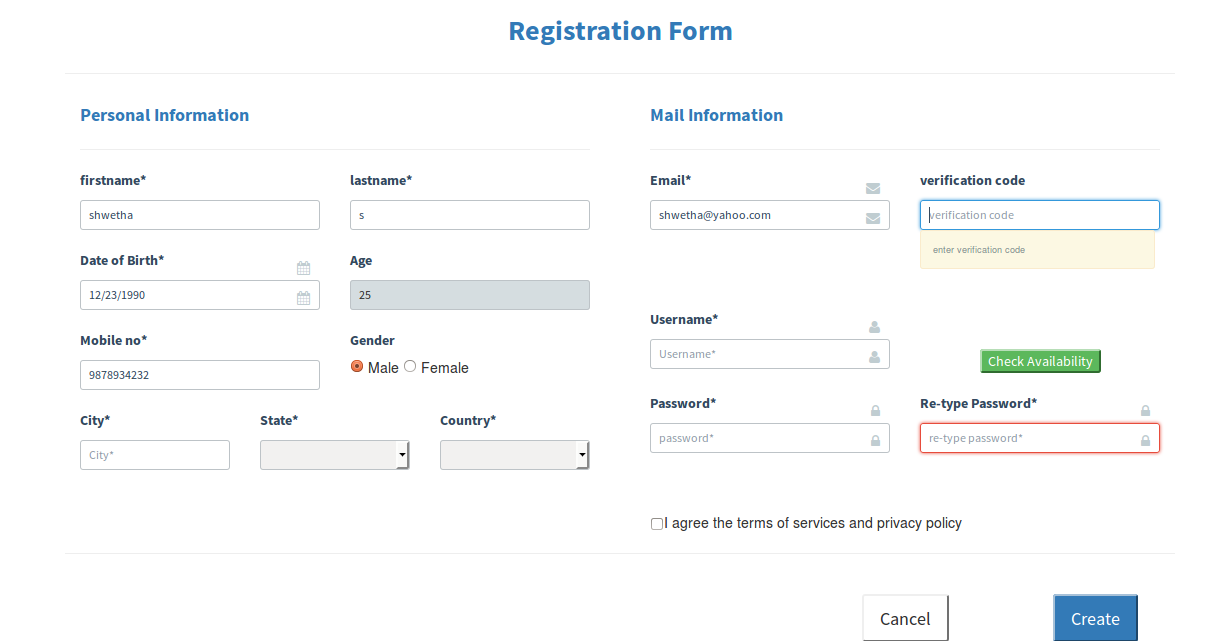 Registration Form
Personal Information
firstname* lastname*
shwetha s
Date of Birth* Age
12/23/1990 25
Mobile no* Gender
9878934232 Male Female
City* State* Country*
City*
Mail Information
Email* verification code
shwetha@yahoo.com verification code
enter verification code
Username*
Username* Check Availability
Password* Re-type Password*
password* re-type password*
I agree the terms of services and privacy policy
Cancel Create